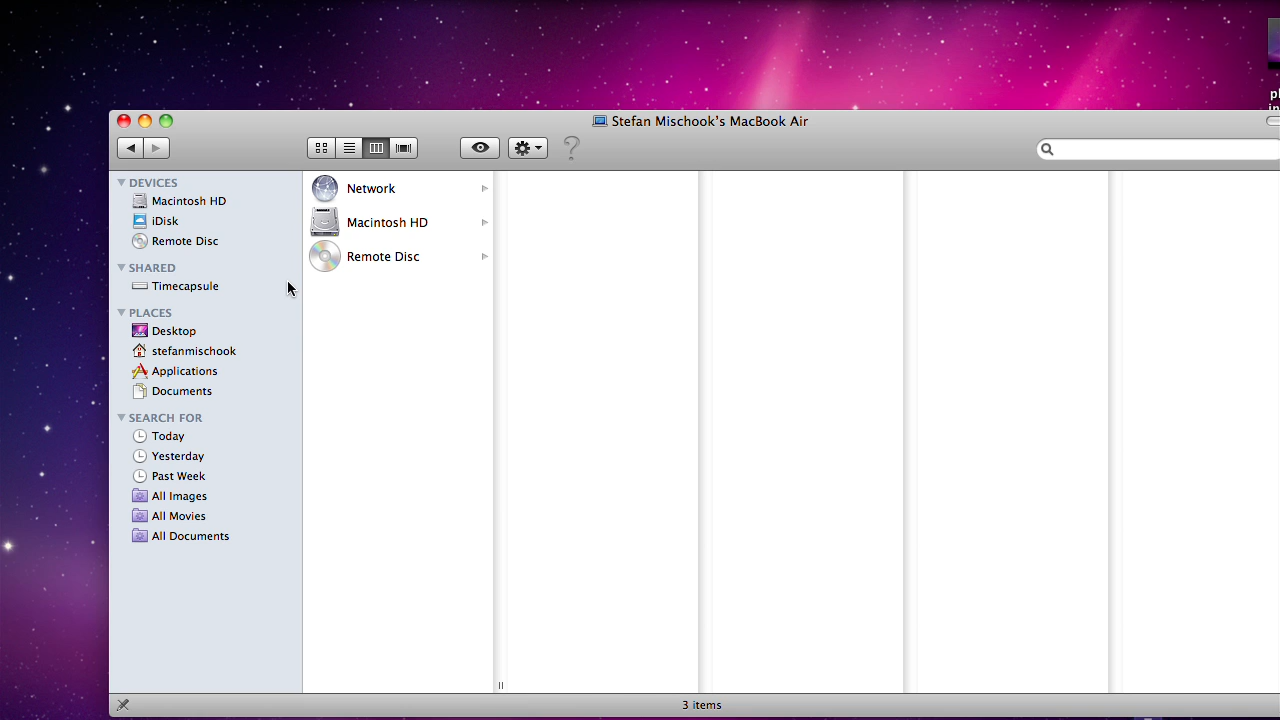 Stefan Mischook's MacBook Air
DEVICES
Macintosh HD
iDisk
Remote Disc
SHARED
Timecapsule
PLACES
Desktop
stefanmischook
Applications
Documents
SEARCH FOR
Today
Yesterday
Past Week
All Images
All Movies
All Documents
Network
Macintosh HD
Remote Disc
3 items